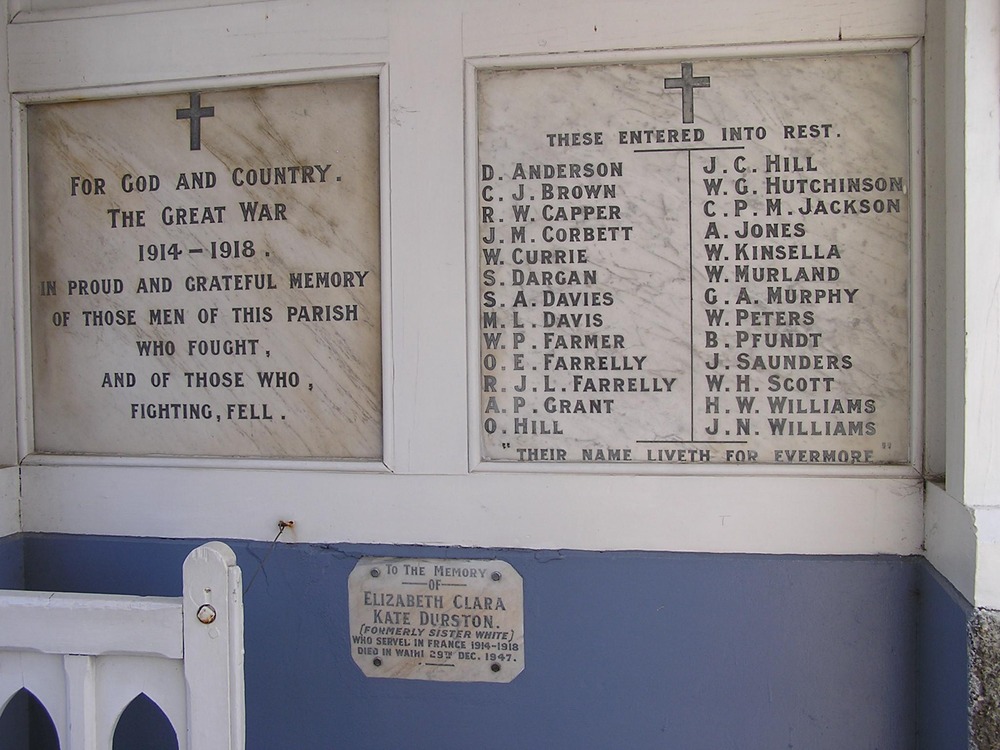 FOR GOD AND COUNTRY.
THE GREAT WAR
1914-1918.
IN PROUD AND GRATEFUL MEMORY
OF THOSE MEN OF THIS PARISH
WHO FOUGHT,
AND OF THOSE WHO,
FIGHTING, FELL.
THESE ENTERED INTO REST.
D. ANDERSON
C. J. BROWN
R. W. CAPPER
J. M. CORBETT
W. CURRIE
S. DARGAN
S. A. DAVIES
M. L. DAVIS
W. P. FARMER
O. E. FARRELLY
R. J. L. FARRELLY
A. P. GRANT
O. HILL
J. C. HILL
W. G. HUTCHINSON
C. P. M. JACKSON
A. JONES
W. KINSELLA
W. MURLAND
G. A. MURPHY
W. PETERS
B. PFUNDT
J. SAUNDERS
W. H. SCOTT
H. W. WILLIAMS
J. N. WILLIAMS
"THEIR NAME LIVETH FOR EVERMORE"
TO THE MEMORY
OF
ELIZABETH CLARA
KATE DURSTON.
(FORMERLY SISTER WHITE)
WHO SERVED IN FRANCE 1914-1918
DIED IN WAIHI 29TH DEC. 1947.